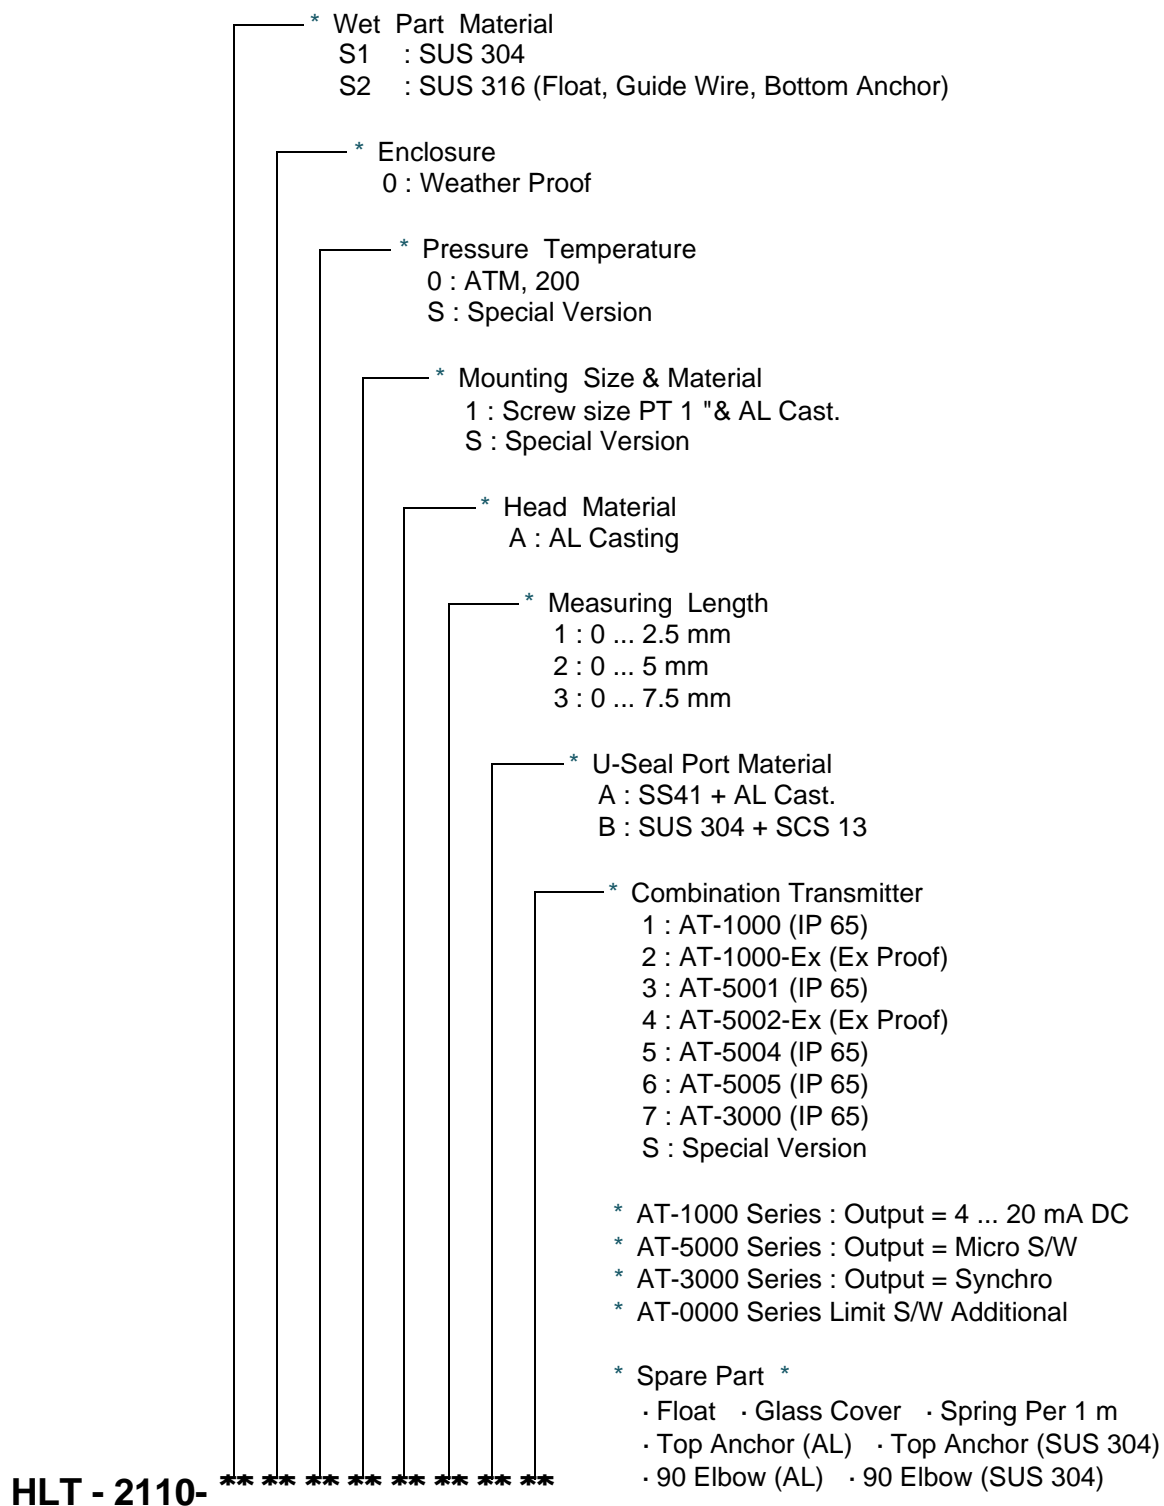 * Wet Part Material
S1 : SUS 304
S2 : SUS 316 (Float, Guide Wire, Bottom Anchor)
* Enclosure
0 : Weather Proof
* Pressure Temperature
0 : ATM, 200
S : Special Version
* Mounting Size & Material
1 : Screw size PT 1 "& AL Cast.
S : Special Version
* Head Material
A : AL Casting
* Measuring Length
1 : 0 ... 2.5 mm
2 : 0 ... 5 mm
3 : 0 ... 7.5 mm
* U-Seal Port Material
A : SS41 + AL Cast.
B : SUS 304 + SCS 13
* Combination Transmitter
1 : AT-1000 (IP 65)
2 : AT-1000-Ex (Ex Proof)
3 : AT-5001 (IP 65)
4 : AT-5002-Ex (Ex Proof)
5 : AT-5004 (IP 65)
6 : AT-5005 (IP 65)
7 : AT-3000 (IP 65)
S : Special Version
* AT-1000 Series : Output = 4 ... 20 mA DC
* AT-5000 Series : Output = Micro S/W
* AT-3000 Series : Output = Synchro
* AT-0000 Series Limit S/W Additional
* Spare Part *
· Float · Glass Cover · Spring Per 1 m
· Top Anchor (AL) · Top Anchor (SUS 304)
· 90 Elbow (AL) · 90 Elbow (SUS 304)
HLT - 2110- ** ** ** ** ** ** ** **